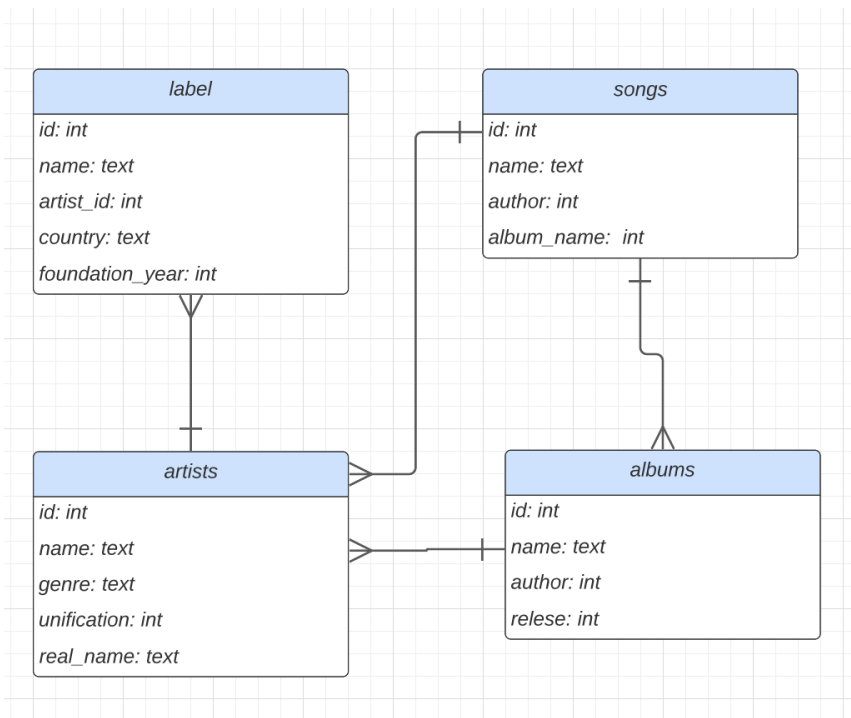 label
id: int
name: text
artist_id: int
country: text
foundation_year: int
songs
id: int
name: text
author: int
album_name:  int
artists
id: int
name: text
genre: text
unification: int
real_name: text
albums
id: int
name: text
author: int
relese: int